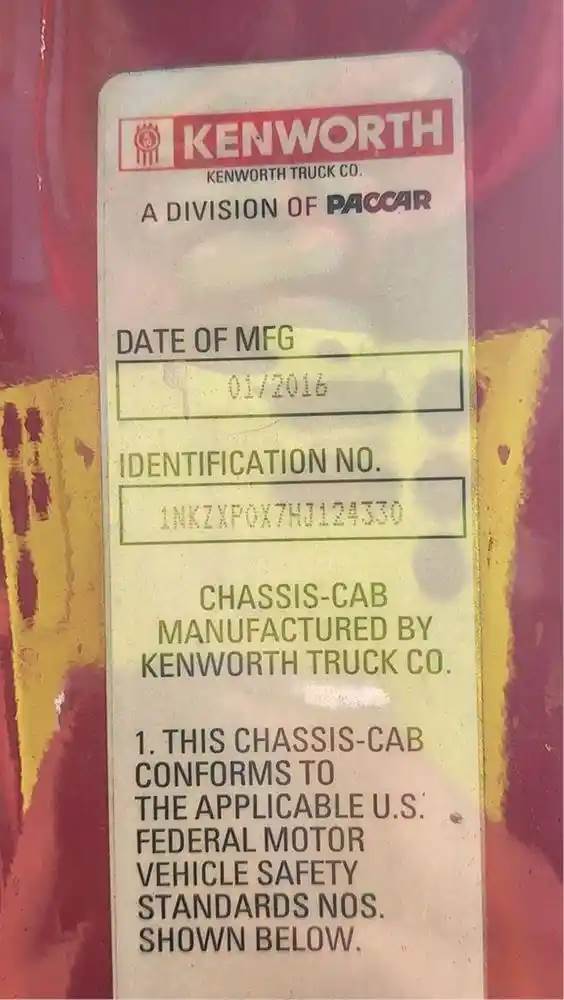 KENWORTH
KENWORTH TRUCK CO.
A DIVISION OF PACCAR
DATE OF MFG
01/2016
IDENTIFICATION NO.
1NKZXP0X7HJ124330
CHASSIS-CAB
MANUFACTURED BY
KENWORTH TRUCK CO.
1. THIS CHASSIS-CAB
CONFORMS TO
THE APPLICABLE U.S.
FEDERAL MOTOR
VEHICLE SAFETY
STANDARDS NOS.
SHOWN BELOW.